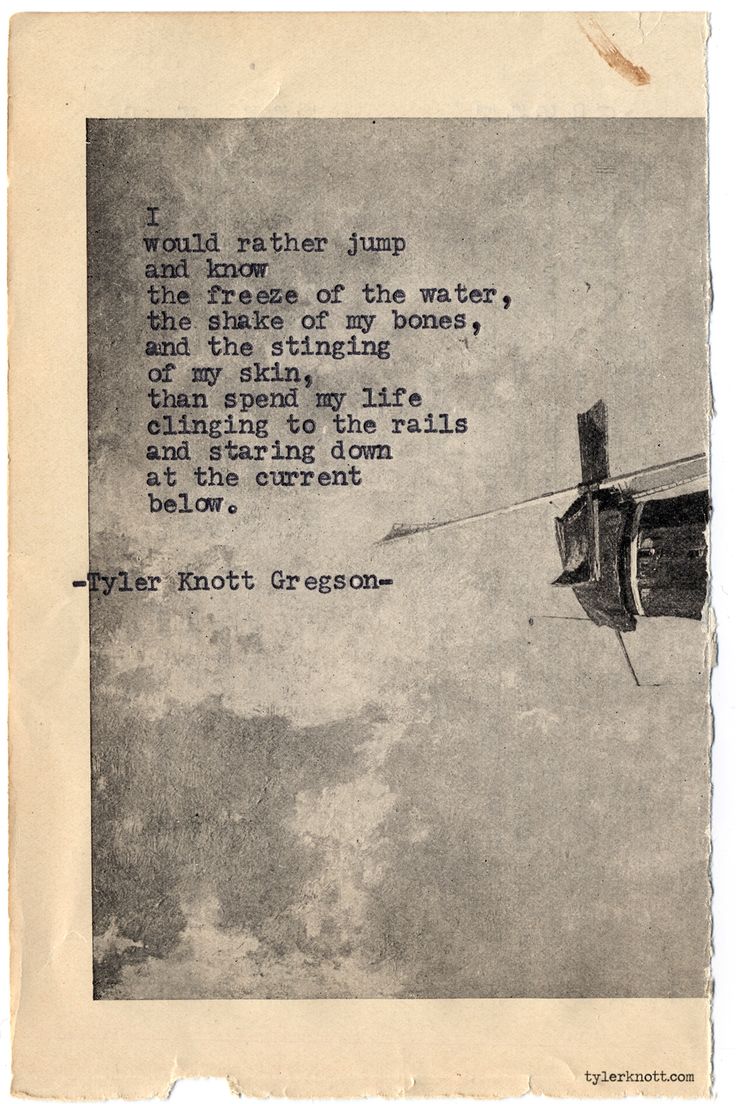 I
would rather jump
and know
the freeze of the water,
the shake of my bones,
and the stinging
of my skin,
than spend my life
clinging to the rails
and staring down
at the current
below.
-Tyler Knott Gregson-
tylerknott.com